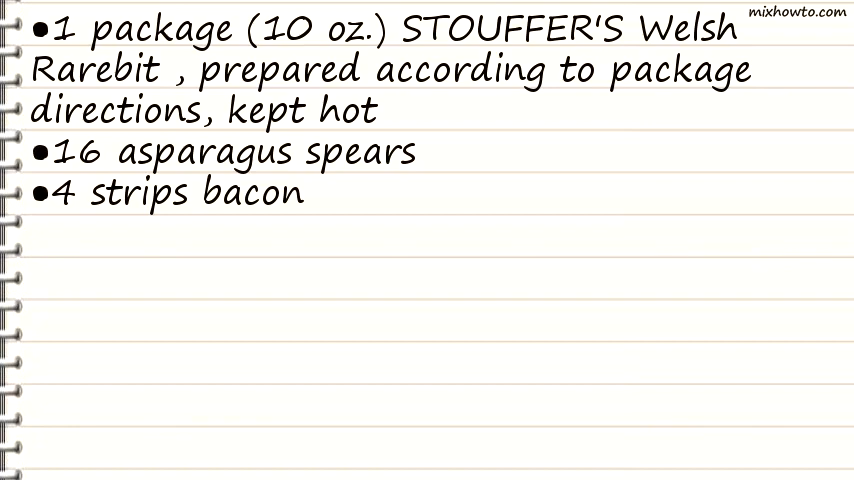 mixhowto.com
•1 package (10 oz.) STOUFFER'S Welsh
Rarebit , prepared according to package
directions, kept hot
•16 asparagus spears
•4 strips bacon